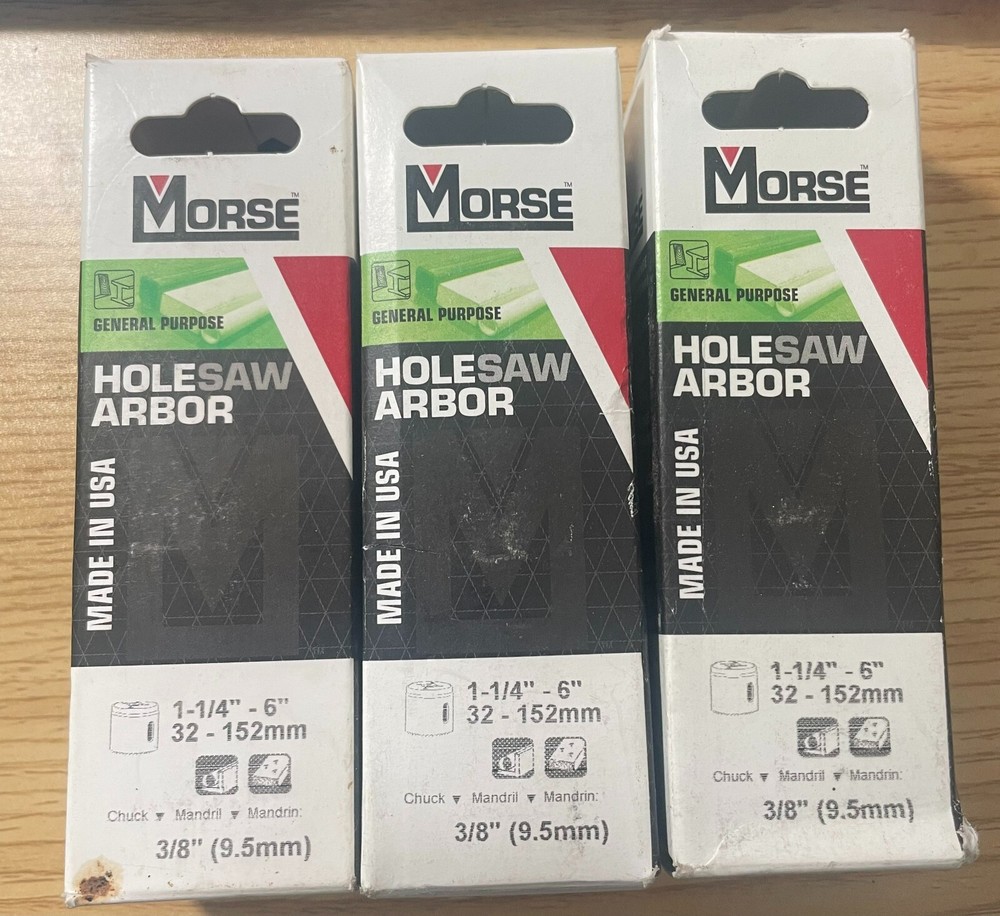 MORSE™
GENERAL PURPOSE
HOLESAW
ARBOR
MADE IN USA
1-1/4" - 6"
32 - 152mm
Chuck ▼ Mandril ▼ Mandrin:
3/8" (9.5mm)
MORSE™
GENERAL PURPOSE
HOLESAW
ARBOR
MADE IN USA
1-1/4" - 6"
32 - 152mm
Chuck ▼ Mandril ▼ Mandrin:
3/8" (9.5mm)
MORSE™
GENERAL PURPOSE
HOLESAW
ARBOR
MADE IN USA
1-1/4" - 6"
32 - 152mm
Chuck ▼ Mandril ▼ Mandrin:
3/8" (9.5mm)